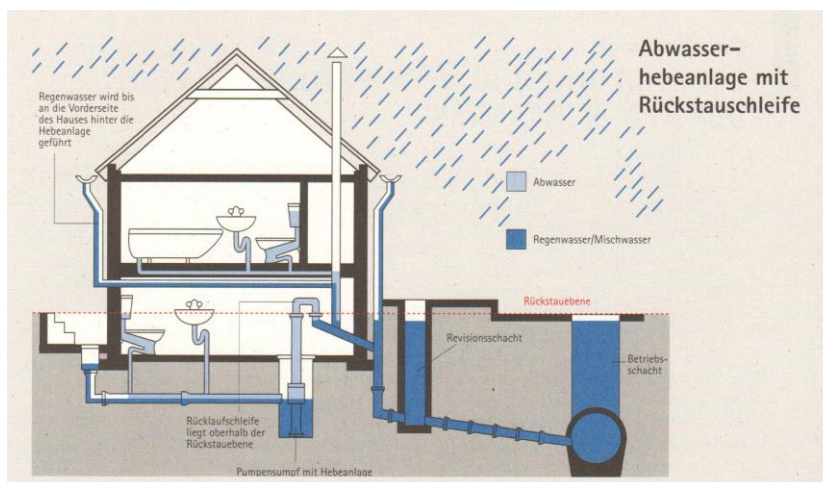 Abwasser-
hebeanlage mit
Rückstauschleife
Regenwasser wird bis
an die Vorderseite
des Hauses hinter die
Hebeanlage
geführt
Abwasser
Regenwasser/Mischwasser
Rückstauebene
Revisionsschacht
Betriebs-
schacht
Rücklaufschleife
liegt oberhalb der
Rückstauebene
Pumpensumpf mit Hebeanlage